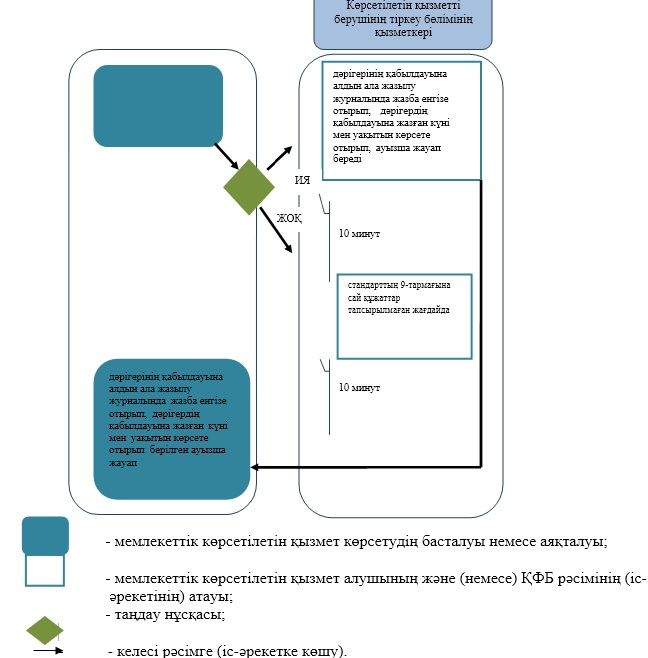 Көрсетілетін қызметті
берушінің тіркеу бөлімінің
қызметкері
дәрігерінің қабылдауына
алдын ала жазылу
журналында жазба енгізе
отырып, дәрігердің
қабылдауына жазған күні
мен уақытын көрсете
отырып, ауызша жауап
береді
ИЯ
ЖОҚ
10 минут
стандарттың 9-тармағына
сай құжаттар
тапсырылмаған жағдайда
10 минут
дәрігерінің қабылдауына
алдын ала жазылу
журналында жазба енгізе
отырып, дәрігердің
қабылдауына жазған күні
мен уақытын көрсете
отырып берілген ауызша
жауап
- мемлекеттік көрсетілетін қызмет көрсетудің басталуы немесе аяқталуы;
- мемлекеттік көрсетілетін қызмет алушының және (немесе) ҚФБ рәсімінің (іс-
әрекетінің) атауы;
- таңдау нұсқасы;
- келесі рәсімге (іс-әрекетке көшу).